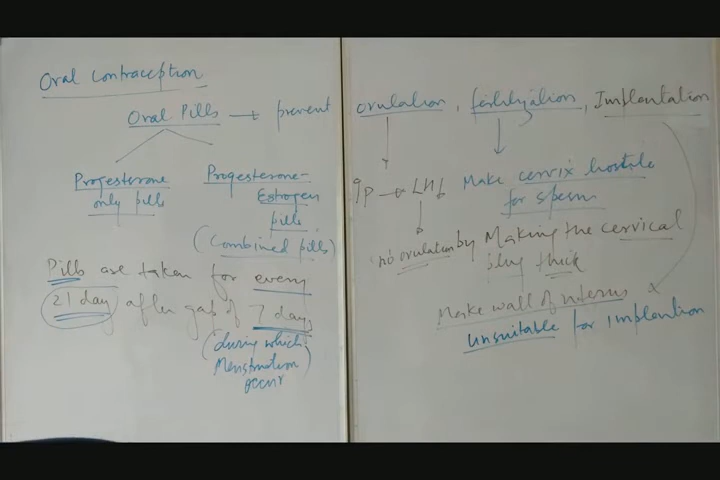 Oral Contraception
Oral Pills → prevent
Progesterone
only pills
Progesterone-
Estrogen
pills
(Combined pills)
Pills are taken for every
21 day after gap of 7 days
(during which
Menstruation
occur)
ovulation, fertilization, Implantation
↑P → LH↓
no ovulation
Make cervix hostile
for sperm
by Making the cervical
plug thick
Make wall of uterus
unsuitable for implantion